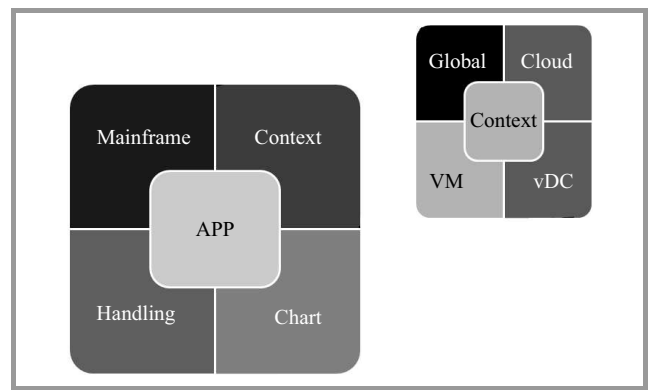 Mainframe
Context
APP
Handling
Chart
Global
Cloud
Context
VM
vDC